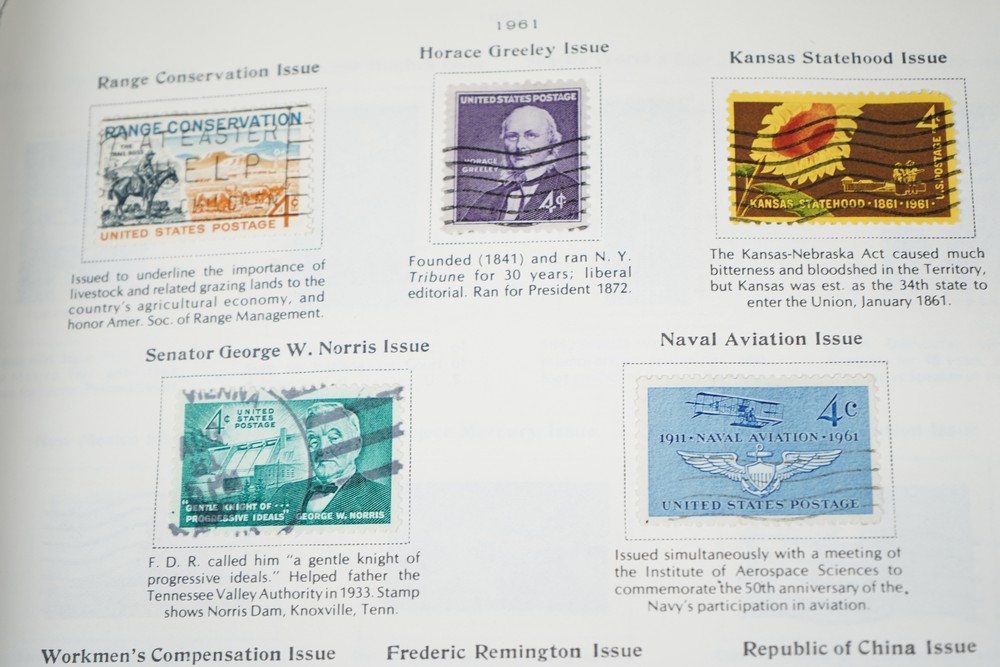 1961
Range Conservation Issue
Horace Greeley Issue
Kansas Statehood Issue
RANGE CONSERVATION
THE
TRAIL BOSS
4¢
UNITED STATES POSTAGE
UNITED STATES POSTAGE
HORACE
GREELEY
4¢
4¢
U.S. POSTAGE
KANSAS STATEHOOD · 1861 · 1961 ·
Issued to underline the importance of
livestock and related grazing lands to the
country's agricultural economy, and
honor Amer. Soc. of Range Management.
Founded (1841) and ran N. Y.
Tribune for 30 years; liberal
editorial. Ran for President 1872.
The Kansas-Nebraska Act caused much
bitterness and bloodshed in the Territory,
but Kansas was est. as the 34th state to
enter the Union, January 1861.
Senator George W. Norris Issue
Naval Aviation Issue
VIENNA
4¢
UNITED
STATES
POSTAGE
"GENTLE KNIGHT OF ...
PROGRESSIVE IDEALS"
GEORGE W. NORRIS
4c
1911 · NAVAL AVIATION · 1961
UNITED STATES POSTAGE
F. D. R. called him "a gentle knight of
progressive ideals." Helped father the
Tennessee Valley Authority in 1933. Stamp
shows Norris Dam, Knoxville, Tenn.
Issued simultaneously with a meeting of
the Institute of Aerospace Sciences to
commemorate the 50th anniversary of the
Navy's participation in aviation.
Workmen's Compensation Issue
Frederic Remington Issue
Republic of China Issue